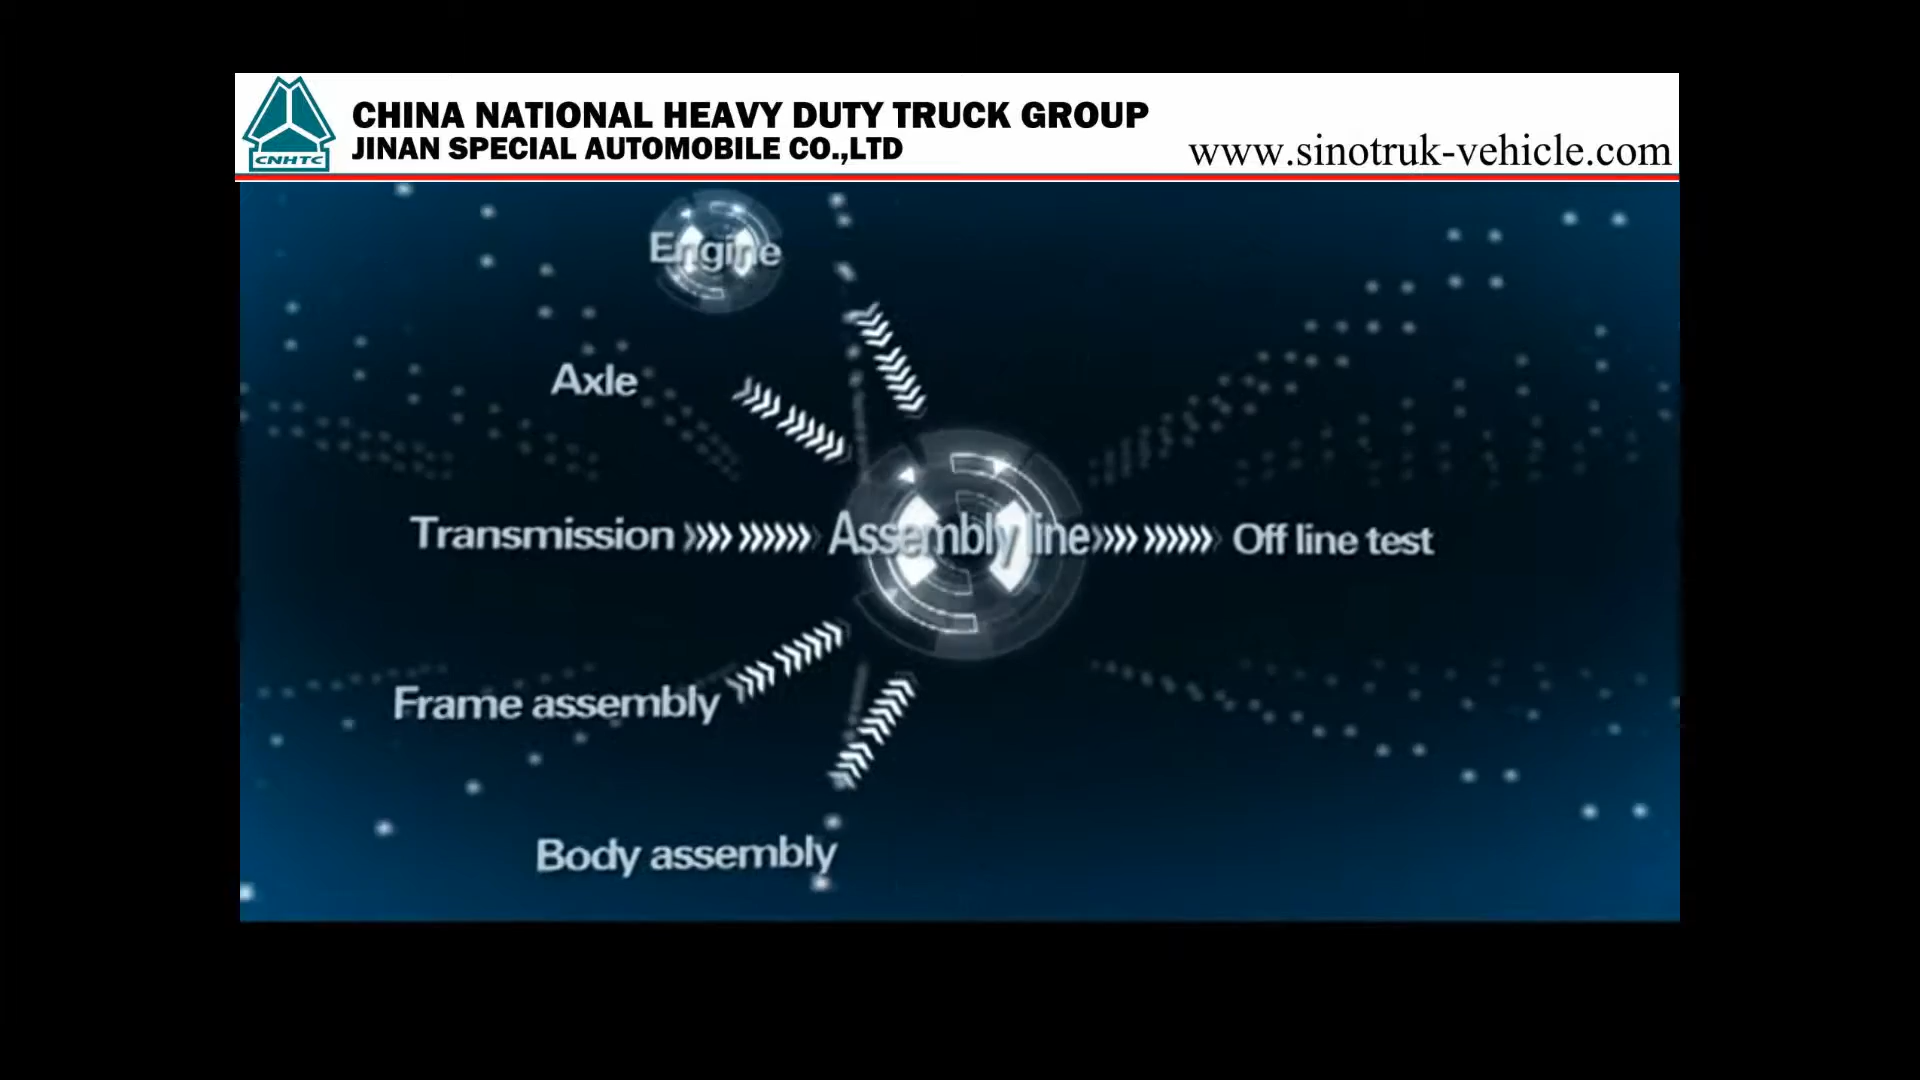 CNHTC
CHINA NATIONAL HEAVY DUTY TRUCK GROUP
JINAN SPECIAL AUTOMOBILE CO.,LTD
www.sinotruk-vehicle.com
Engine
Axle
Transmission
Assembly line
Off line test
Frame assembly
Body assembly